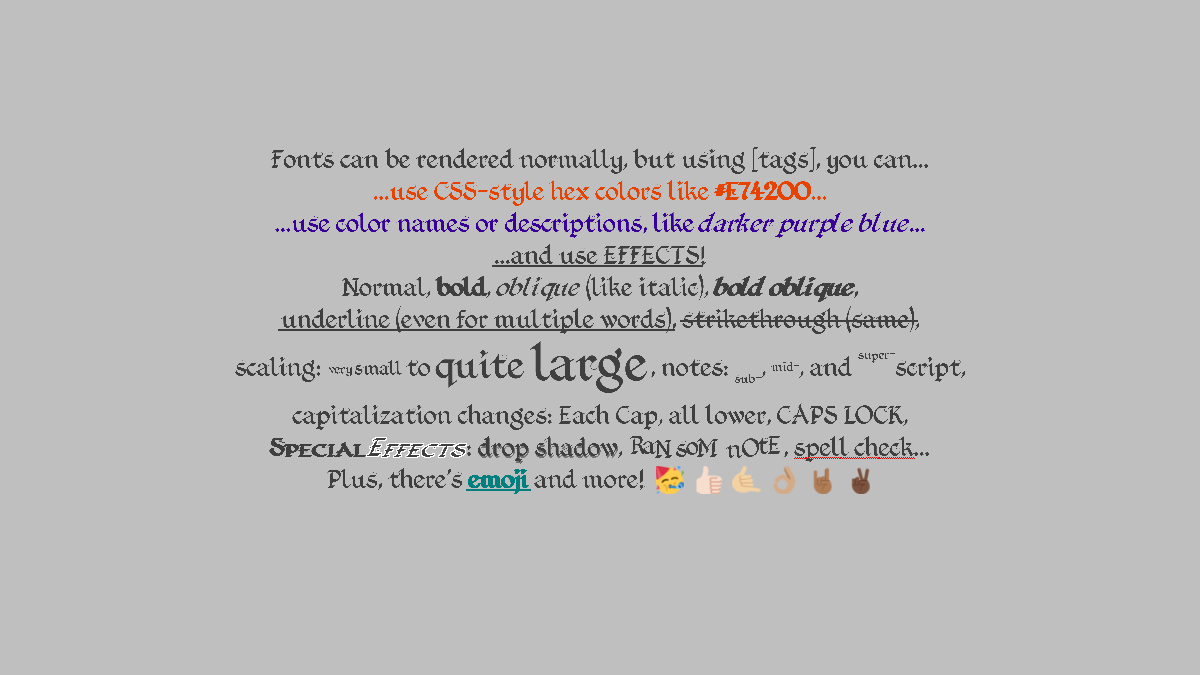 Fonts can be rendered normally, but using [tags], you can...
...use CSS-style hex colors like #E74200...
...use color names or descriptions, like darker purple blue...
...and use EFFECTS!
Normal, bold, oblique (like italic), bold oblique,
underline (even for multiple words), strikethrough (same),
scaling: very small to quite large, notes: sub-, mid-, and super-script,
capitalization changes: Each Cap, all lower, CAPS LOCK,
SPECIAL EFFECTS: drop shadow, RaNsoM nOtE, spell check...
Plus, there's emoji and more! 🥳 👍🏻 🤙🏼 👌🏽 🤘🏾 ✌🏿